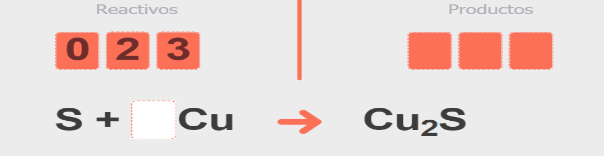 Reactivos Productos
0 2 3
S + Cu → Cu₂S